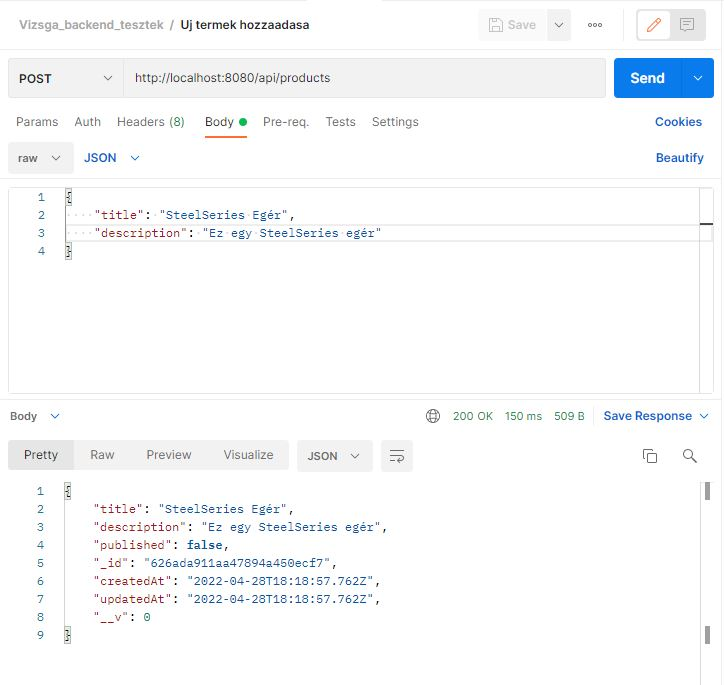 Vizsga_backend_tesztek / Uj termek hozzaadasa Save
POST http://localhost:8080/api/products Send
Params Auth Headers (8) Body Pre-req. Tests Settings Cookies
raw JSON Beautify
1 {
2 "title": "SteelSeries Egér",
3 "description": "Ez egy SteelSeries egér"
4 }
Body 200 OK 150 ms 509 B Save Response
Pretty Raw Preview Visualize JSON
1 {
2 "title": "SteelSeries Egér",
3 "description": "Ez egy SteelSeries egér",
4 "published": false,
5 "_id": "626ada911aa47894a450ecf7",
6 "createdAt": "2022-04-28T18:18:57.762Z",
7 "updatedAt": "2022-04-28T18:18:57.762Z",
8 "__v": 0
9 }